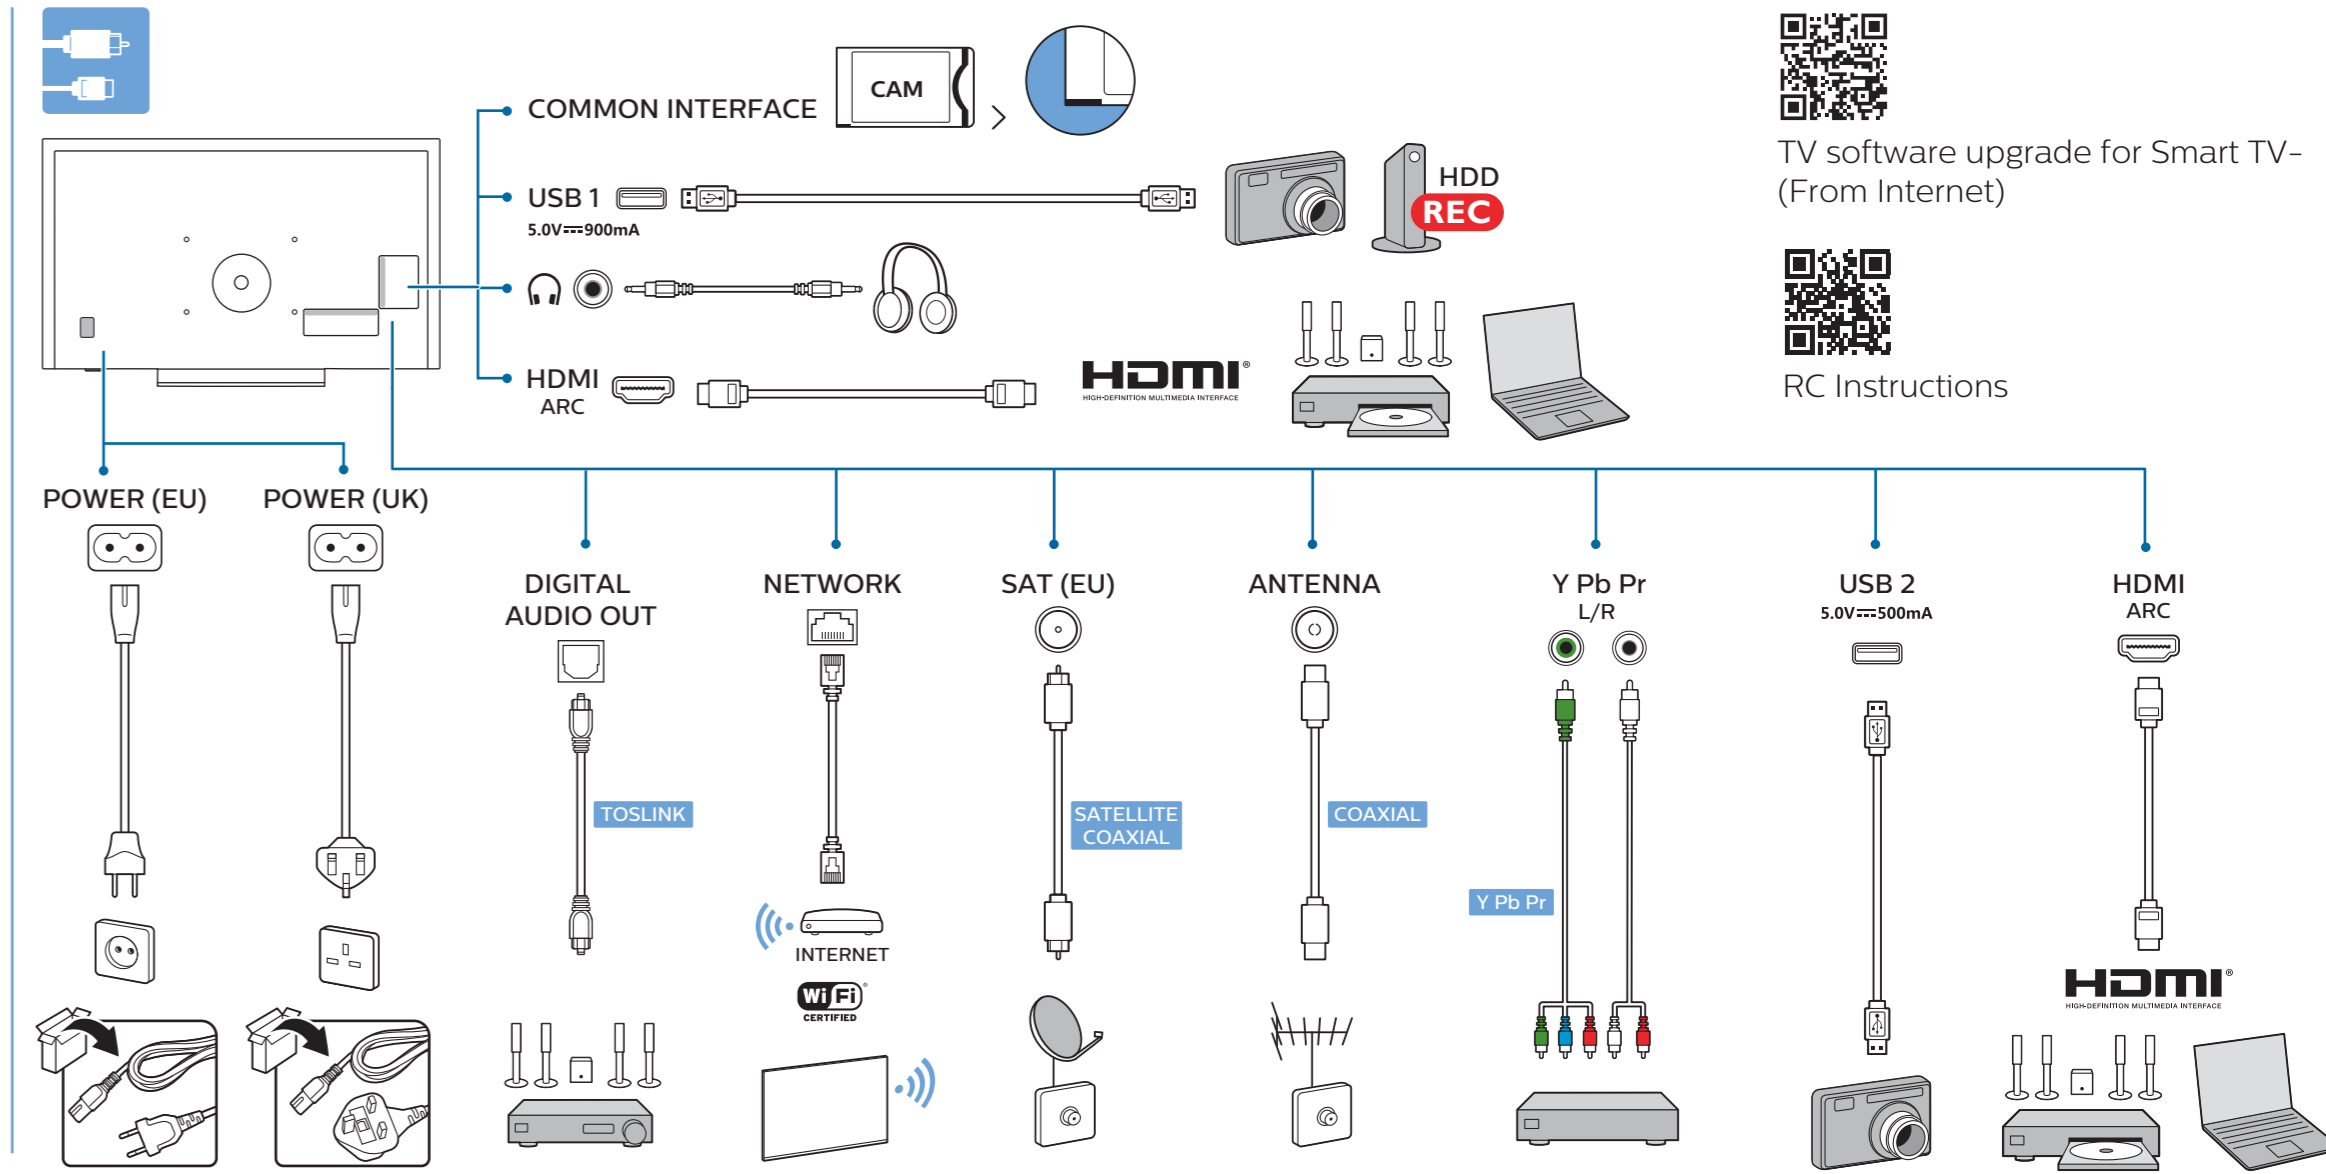 COMMON INTERFACE
CAM
>
USB 1
5.0V⎓900mA
HDD
REC
HDMI
ARC
HDMI®
HIGH-DEFINITION MULTIMEDIA INTERFACE
TV software upgrade for Smart TV-
(From Internet)
RC Instructions
POWER (EU)
POWER (UK)
DIGITAL
AUDIO OUT
TOSLINK
NETWORK
INTERNET
Wi Fi®
CERTIFIED
SAT (EU)
SATELLITE
COAXIAL
ANTENNA
COAXIAL
Y Pb Pr
L/R
Y Pb Pr
USB 2
5.0V⎓500mA
HDMI
ARC
HDMI®
HIGH-DEFINITION MULTIMEDIA INTERFACE